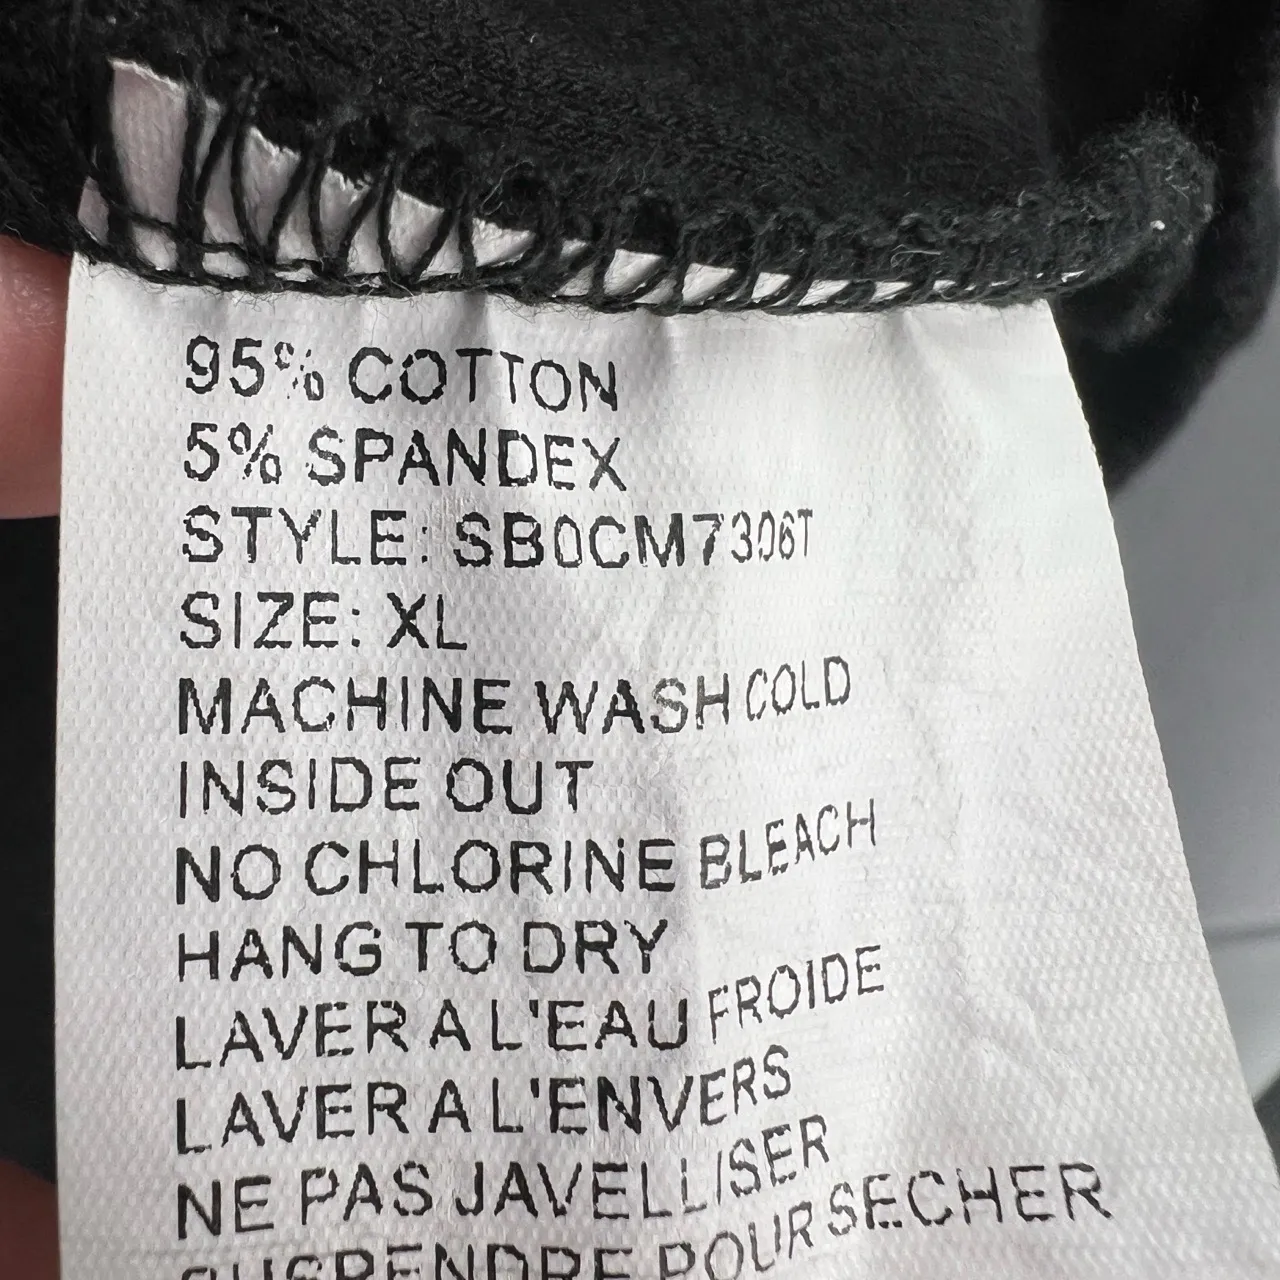 95% COTTON
5% SPANDEX
STYLE: SB0CM7306T
SIZE: XL
MACHINE WASH COLD
INSIDE OUT
NO CHLORINE BLEACH
HANG TO DRY
LAVER A L'EAU FROIDE
LAVER A L'ENVERS
NE PAS JAVELLISER
SUSPENDRE POUR SECHER